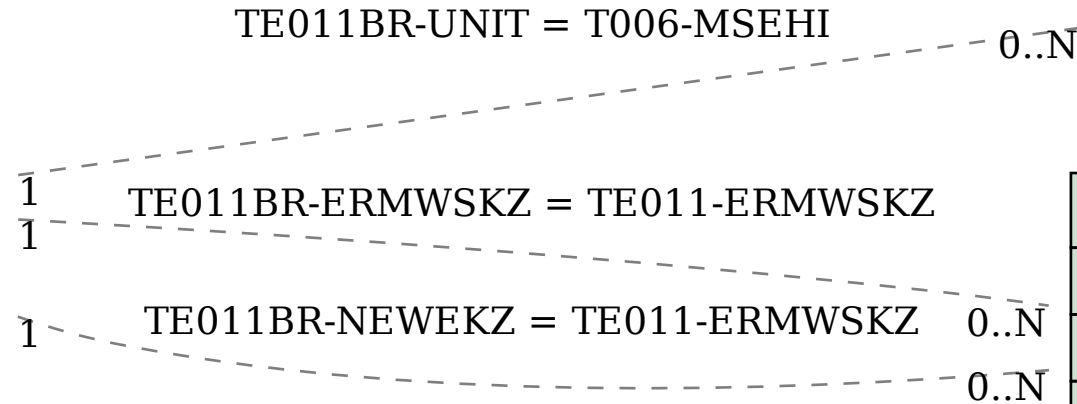 TE011BR-UNIT = T006-MSEHI
0..N
1
TE011BR-ERMWSKZ = TE011-ERMWSKZ
1
TE011BR-NEWEKZ = TE011-ERMWSKZ
0..N
1
0..N